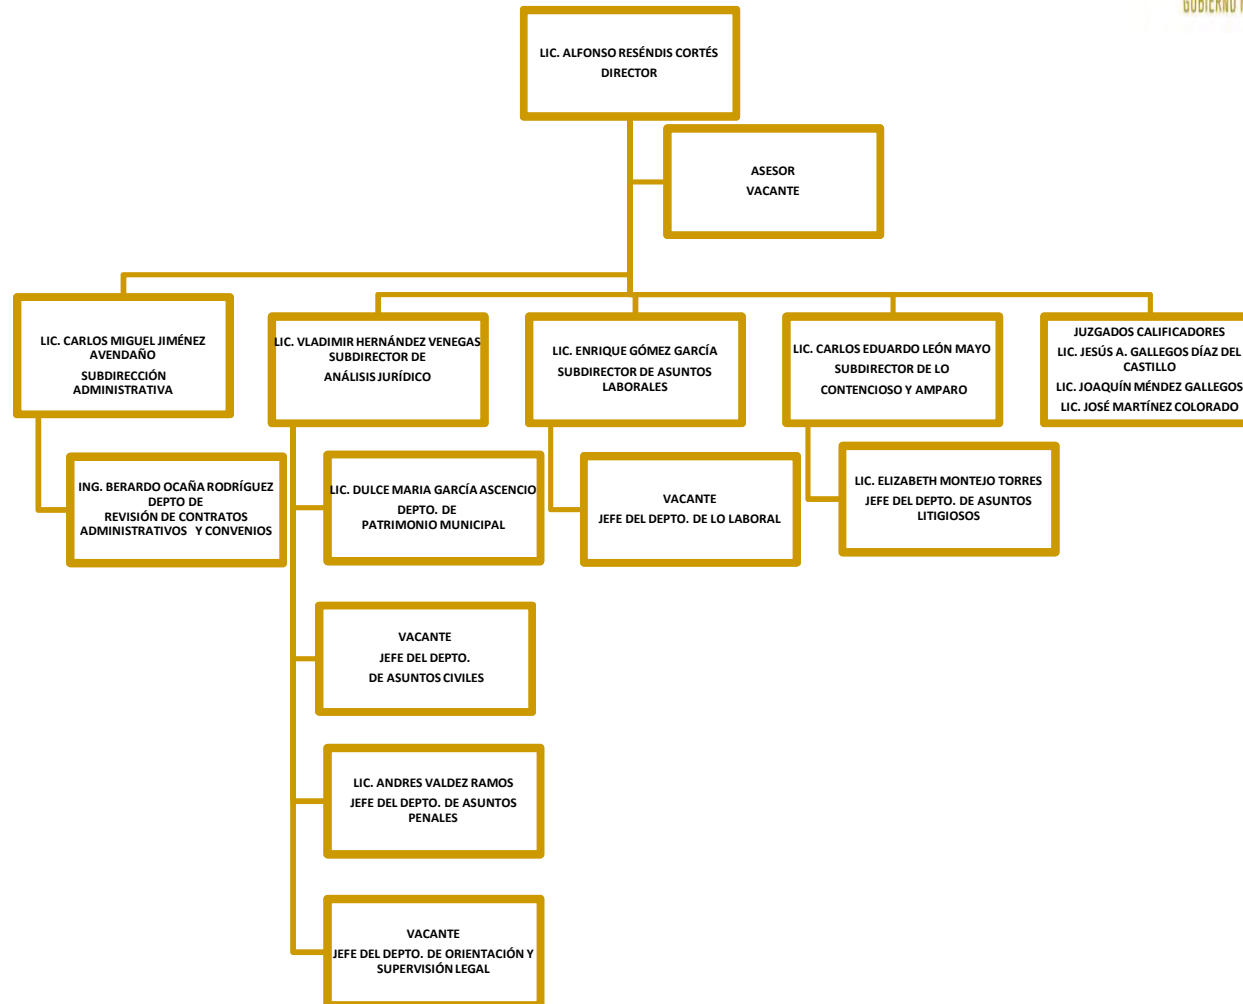 GOBIERNO
LIC. ALFONSO RESÉNDIS CORTÉS
DIRECTOR
ASESOR
VACANTE
LIC. CARLOS MIGUEL JIMÉNEZ
AVENDAÑO
SUBDIRECCIÓN
ADMINISTRATIVA
LIC. VLADIMIR HERNÁNDEZ VENEGAS
SUBDIRECTOR DE
ANÁLISIS JURÍDICO
LIC. ENRIQUE GÓMEZ GARCÍA
SUBDIRECTOR DE ASUNTOS
LABORALES
LIC. CARLOS EDUARDO LEÓN MAYO
SUBDIRECTOR DE LO
CONTENCIOSO Y AMPARO
JUZGADOS CALIFICADORES
LIC. JESÚS A. GALLEGOS DÍAZ DEL
CASTILLO
LIC. JOAQUÍN MÉNDEZ GALLEGOS
LIC. JOSÉ MARTÍNEZ COLORADO
ING. BERARDO OCAÑA RODRÍGUEZ
DEPTO DE
REVISIÓN DE CONTRATOS
ADMINISTRATIVOS Y CONVENIOS
LIC. DULCE MARIA GARCÍA ASCENCIO
DEPTO. DE
PATRIMONIO MUNICIPAL
VACANTE
JEFE DEL DEPTO. DE LO LABORAL
LIC. ELIZABETH MONTEJO TORRES
JEFE DEL DEPTO. DE ASUNTOS
LITIGIOSOS
VACANTE
JEFE DEL DEPTO.
DE ASUNTOS CIVILES
LIC. ANDRES VALDEZ RAMOS
JEFE DEL DEPTO. DE ASUNTOS
PENALES
VACANTE
JEFE DEL DEPTO. DE ORIENTACIÓN Y
SUPERVISIÓN LEGAL